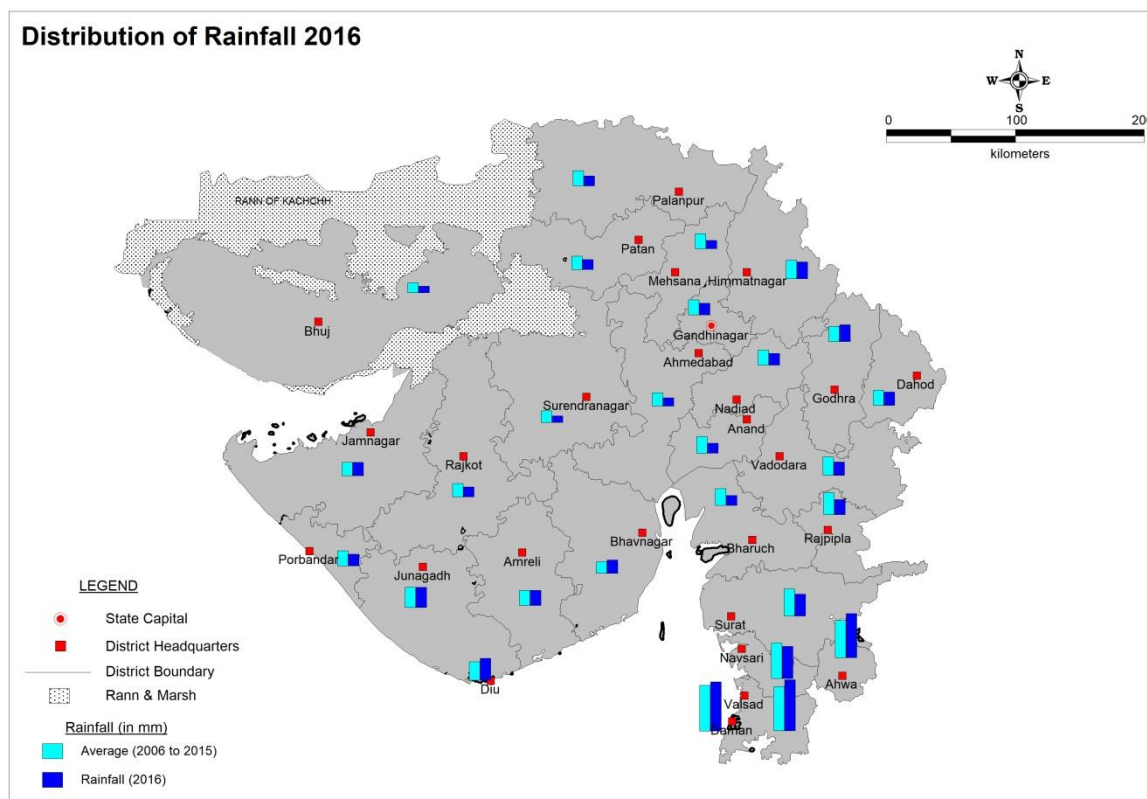 Distribution of Rainfall 2016
N
W E
S
0 100 20
kilometers
RANN OF KACHCHH
Palanpur
Patan
Mehsana
Himmatnagar
Bhuj
Gandhinagar
Ahmedabad
Dahod
Godhra
Surendranagar
Nadiad
Anand
Jamnagar
Rajkot
Vadodara
Rajpipla
Bhavnagar
Bharuch
Porbandar
Amreli
Junagadh
LEGEND
State Capital
District Headquarters
District Boundary
Rann & Marsh
Surat
Navsari
Ahwa
Diu
Valsad
Daman
Rainfall (in mm)
Average (2006 to 2015)
Rainfall (2016)